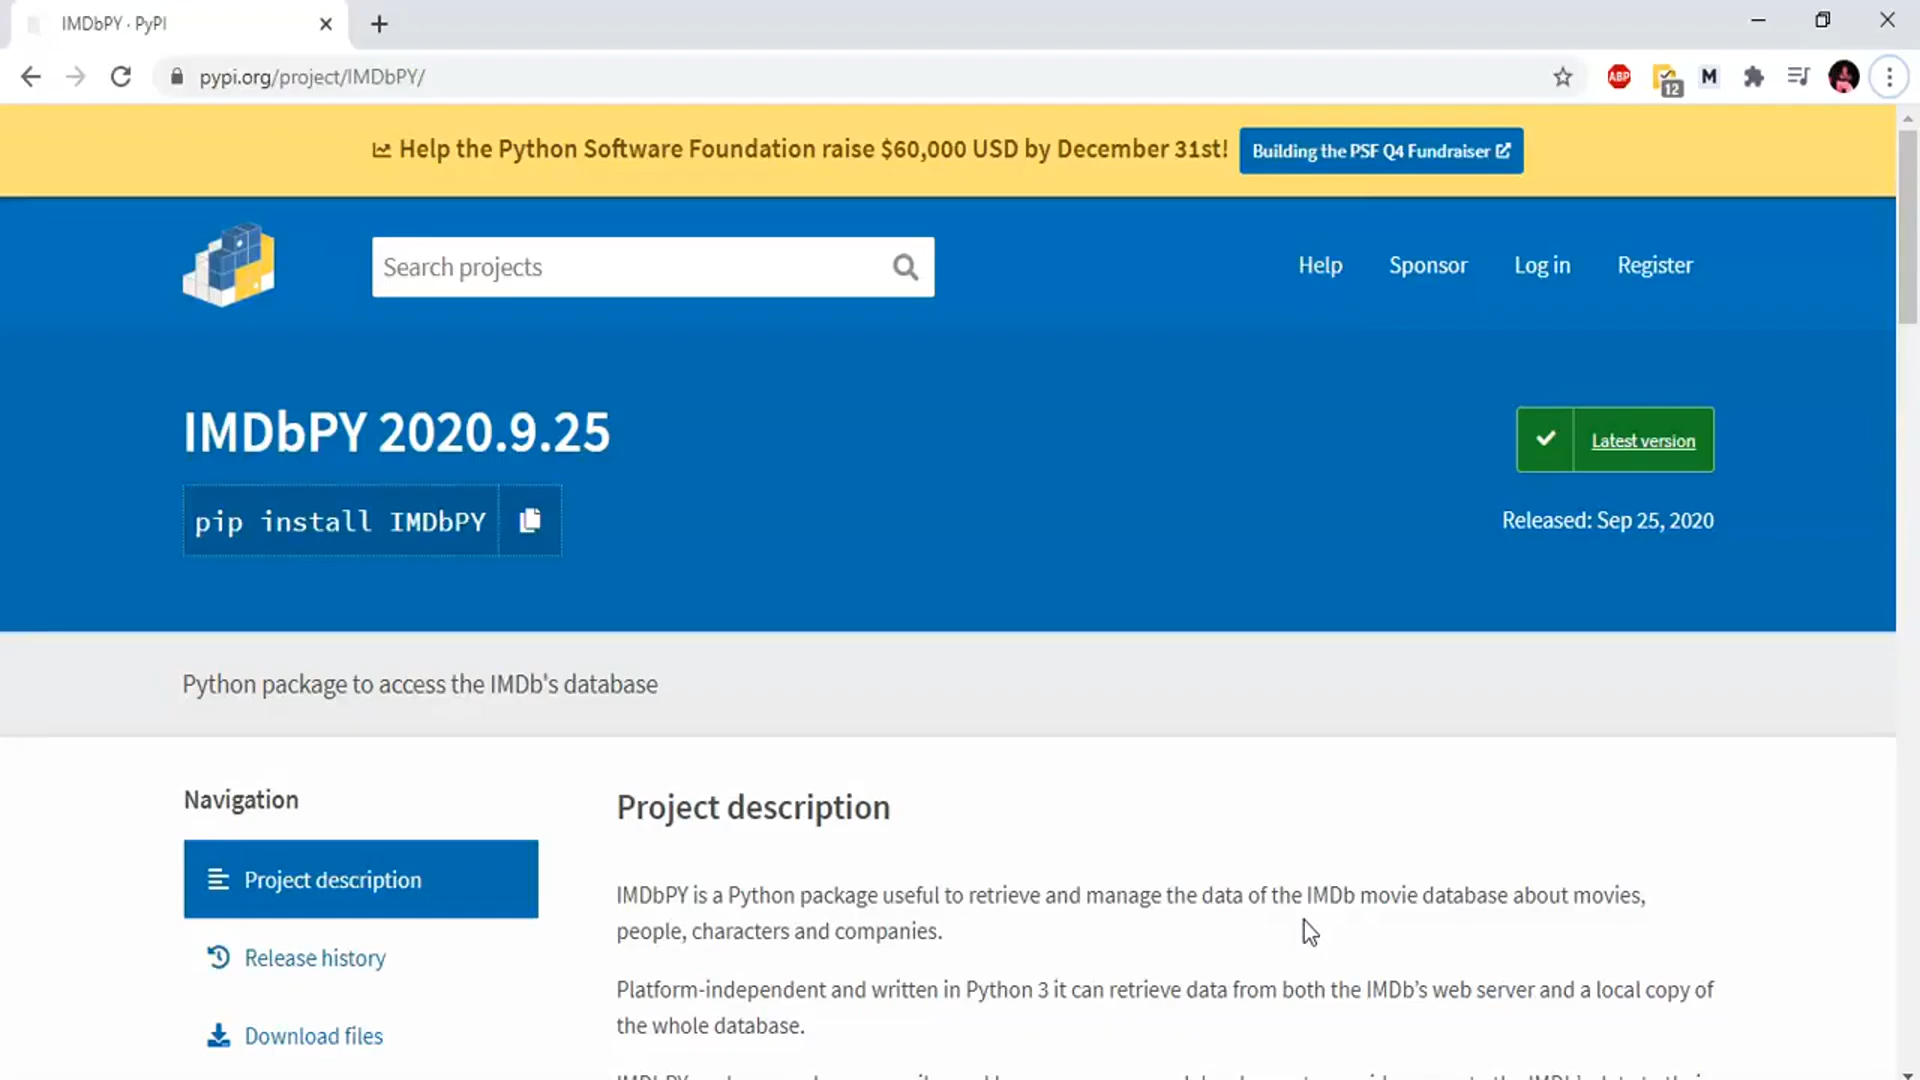 IMDbPY · PyPI
pypi.org/project/IMDbPY/
ABP
12
M
Help the Python Software Foundation raise $60,000 USD by December 31st!
Building the PSF Q4 Fundraiser
Search projects
Help
Sponsor
Log in
Register
IMDbPY 2020.9.25
Latest version
pip install IMDbPY
Released: Sep 25, 2020
Python package to access the IMDb's database
Navigation
Project description
Release history
Download files
Project description
IMDbPY is a Python package useful to retrieve and manage the data of the IMDb movie database about movies,
people, characters and companies.
Platform-independent and written in Python 3 it can retrieve data from both the IMDb’s web server and a local copy of
the whole database.